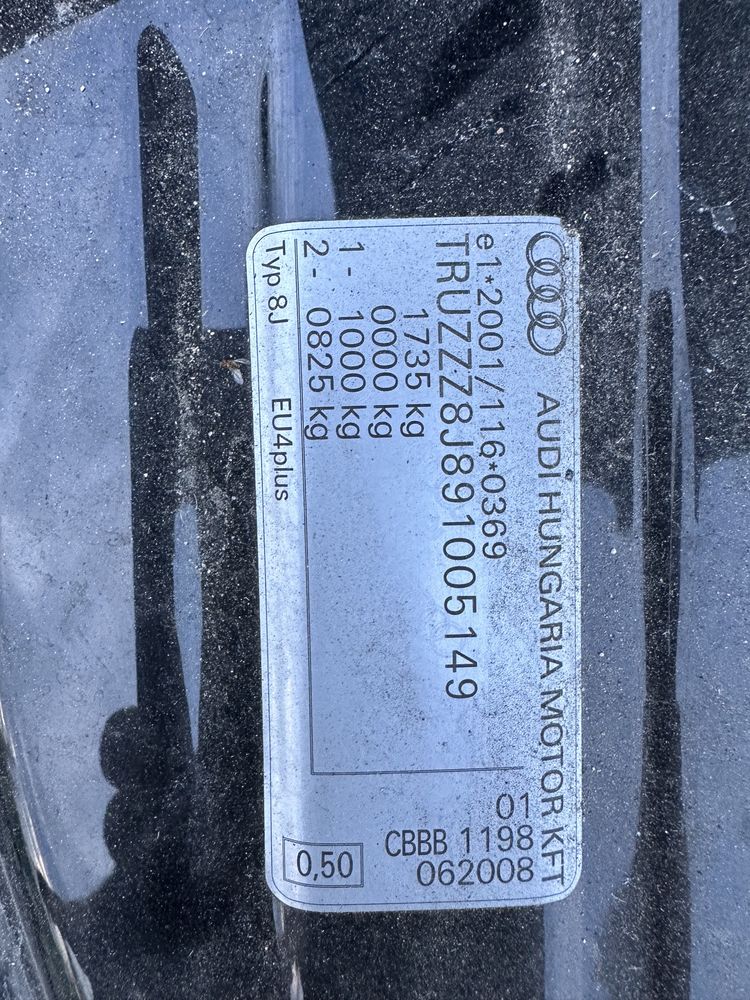 AUDI HUNGARIA MOTOR KFT
e1*2001/116*0369
TRUZZZ8J891005149
1735 kg
0000 kg
1 - 1000 kg
2 - 0825 kg
Typ 8J EU4plus
01
CBBB 1198
062008
0,50